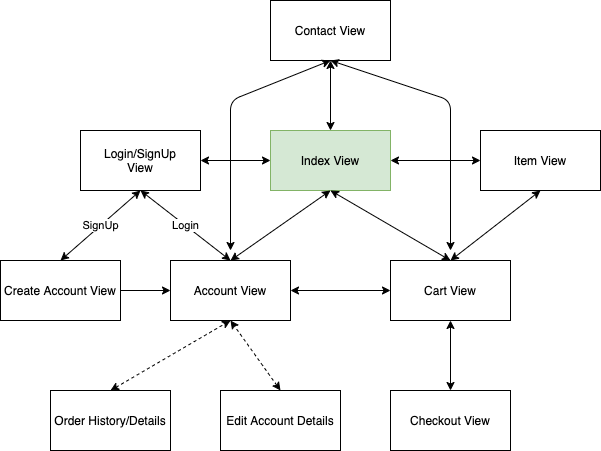 Contact View
Login/SignUp
View
Index View
Item View
SignUp
Login
Create Account View
Account View
Cart View
Order History/Details
Edit Account Details
Checkout View